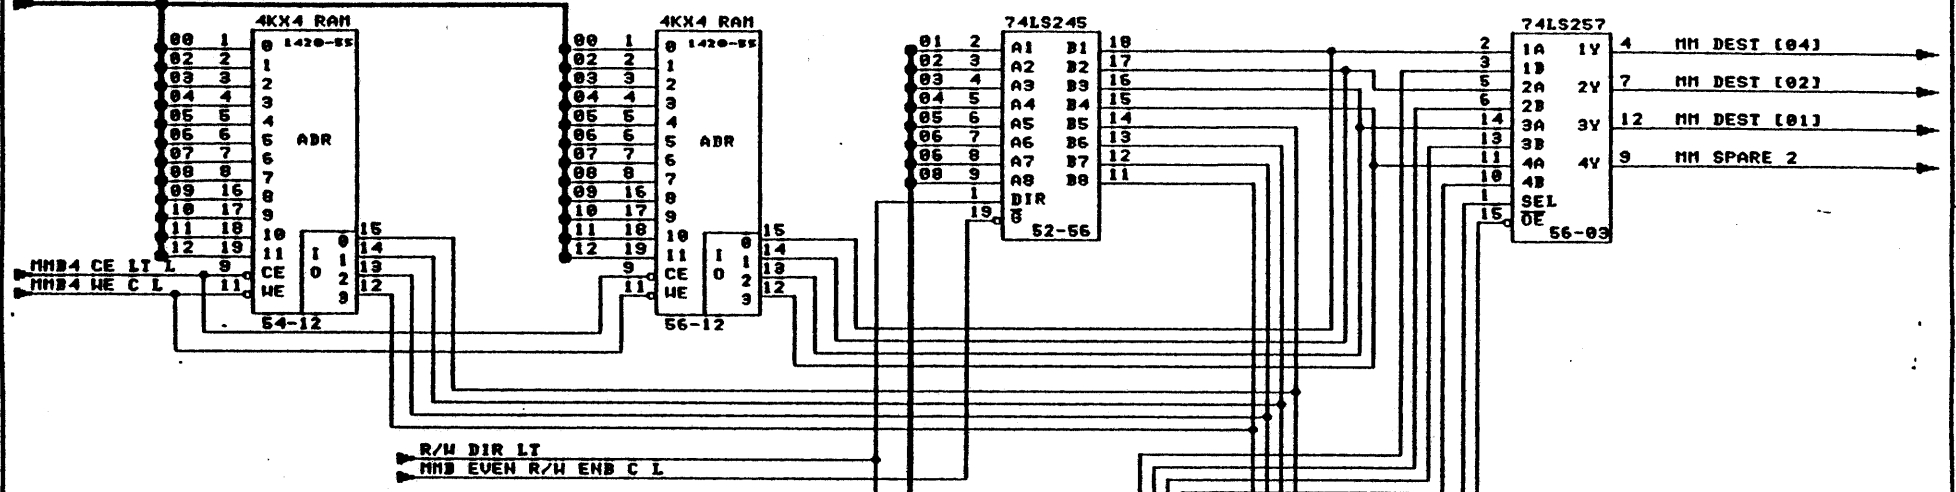 4KX4 RAM
1420-55
00 1 0
02 2 1
03 3 2
04 4 3
05 5 4
06 6 5
07 7 6
08 8 7
09 16 8
10 17 9
11 18 10
12 19 11
ADR
MMB4 CE LT L 9 CE
MMB4 WE C L 11 WE
I O
0 15
1 14
2 13
3 12
54-12
4KX4 RAM
1420-55
00 1 0
02 2 1
03 3 2
04 4 3
05 5 4
06 6 5
07 7 6
08 8 7
09 16 8
10 17 9
11 18 10
12 19 11
ADR
9 CE
11 WE
I O
0 15
1 14
2 13
3 12
56-12
74LS245
01 2 A1 B1 18
02 3 A2 B2 17
03 4 A3 B3 16
04 5 A4 B4 15
05 6 A5 B5 14
06 7 A6 B6 13
06 8 A7 B7 12
08 9 A8 B8 11
1 DIR
19 G
52-56
74LS257
2 1A 1Y 4 MM DEST [04]
3 1B
5 2A 2Y 7 MM DEST [02]
6 2B
14 3A 3Y 12 MM DEST [01]
13 3B
11 4A 4Y 9 MM SPARE 2
10 4B
1 SEL
15 OE
56-03
R/W DIR LT
MMB EVEN R/W ENB C L